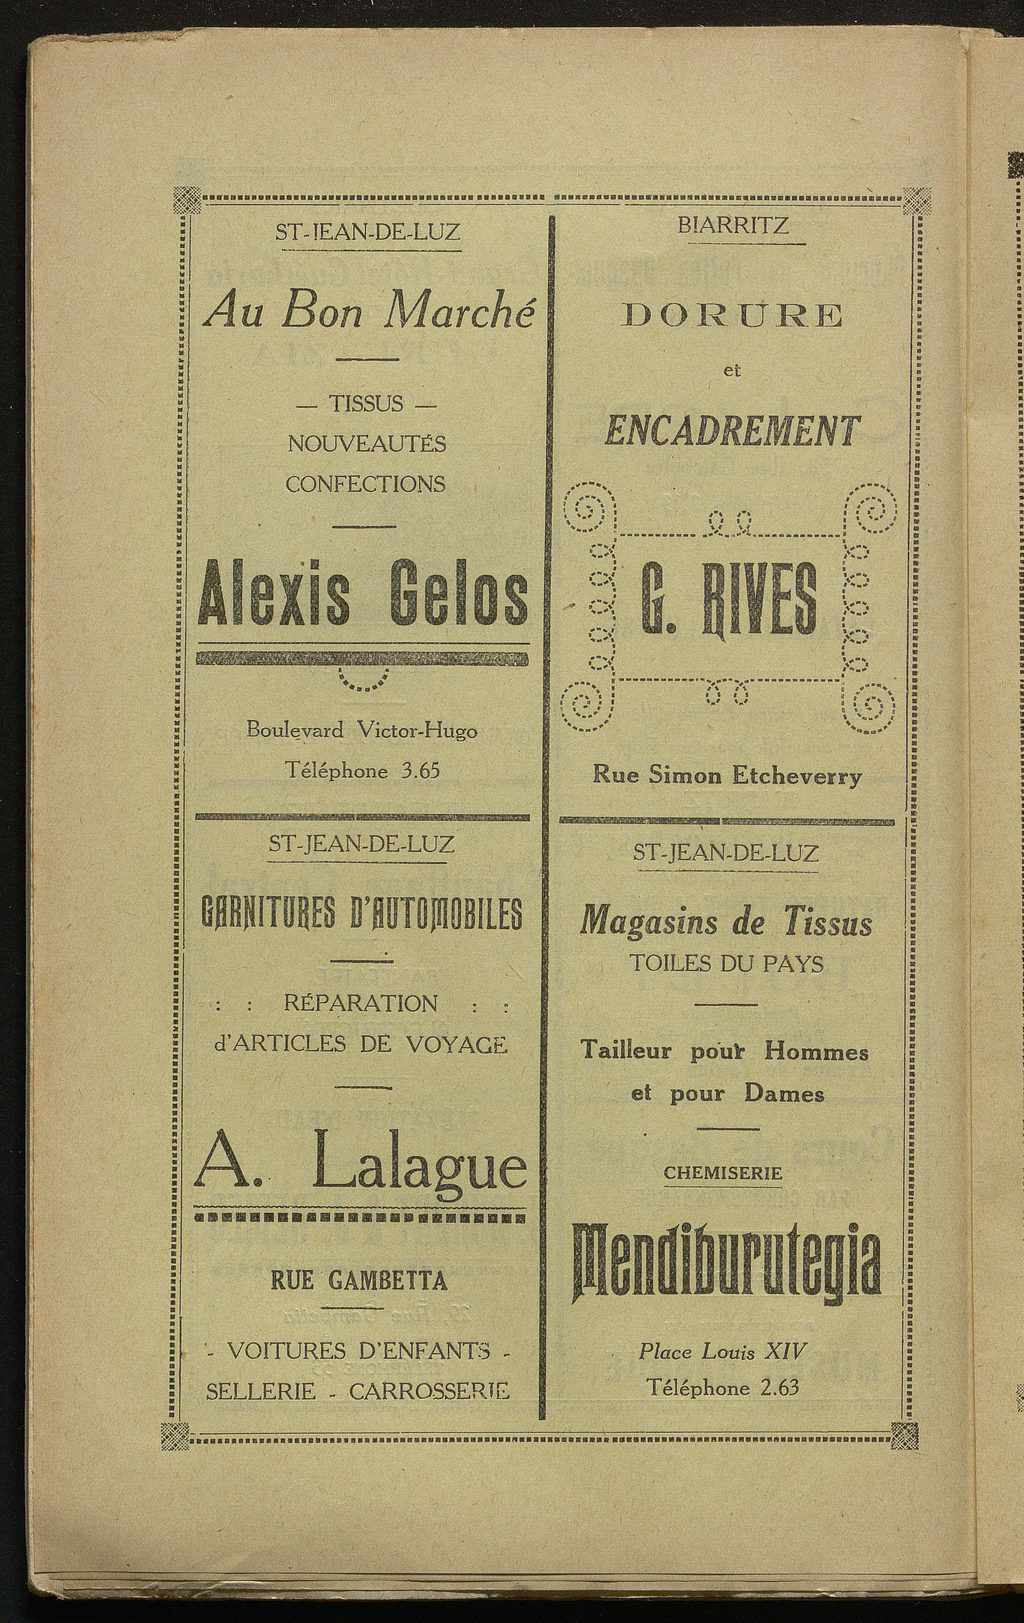 ST-JEAN-DE-LUZ
Au Bon Marché
— TISSUS —
NOUVEAUTÉS
CONFECTIONS
Alexis Gelos
Boulevard Victor-Hugo
Téléphone 3.65
ST-JEAN-DE-LUZ
GARNITURES D'AUTOMOBILES
: : RÉPARATION : :
d'ARTICLES DE VOYAGE
A. Lalague
RUE GAMBETTA
- VOITURES D'ENFANTS -
SELLERIE - CARROSSERIE
BIARRITZ
DORURE
et
ENCADREMENT
G. RIVES
Rue Simon Etcheverry
ST-JEAN-DE-LUZ
Magasins de Tissus
TOILES DU PAYS
Tailleur pour Hommes
et pour Dames
CHEMISERIE
Mendiburutegia
Place Louis XIV
Téléphone 2.63